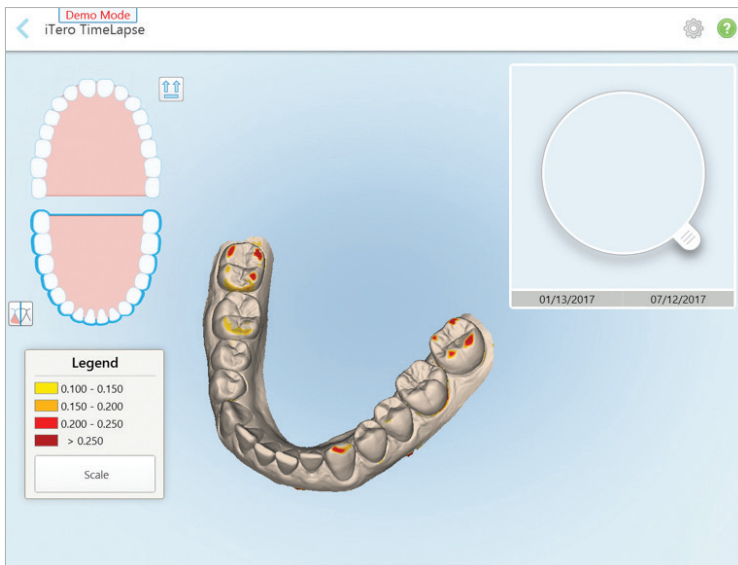 Demo Mode
iTero TimeLapse
?
01/13/2017 07/12/2017
Legend
0.100 - 0.150
0.150 - 0.200
0.200 - 0.250
> 0.250
Scale